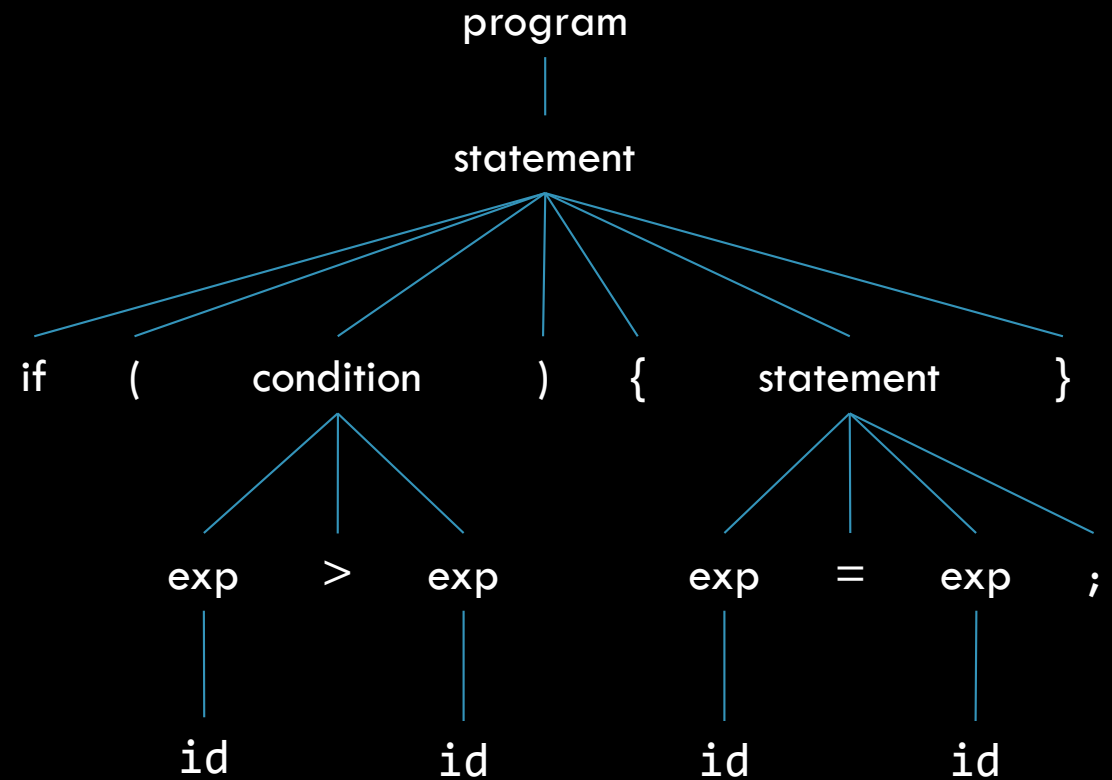 program
statement
if ( condition ) { statement }
exp > exp exp = exp ;
id id id id